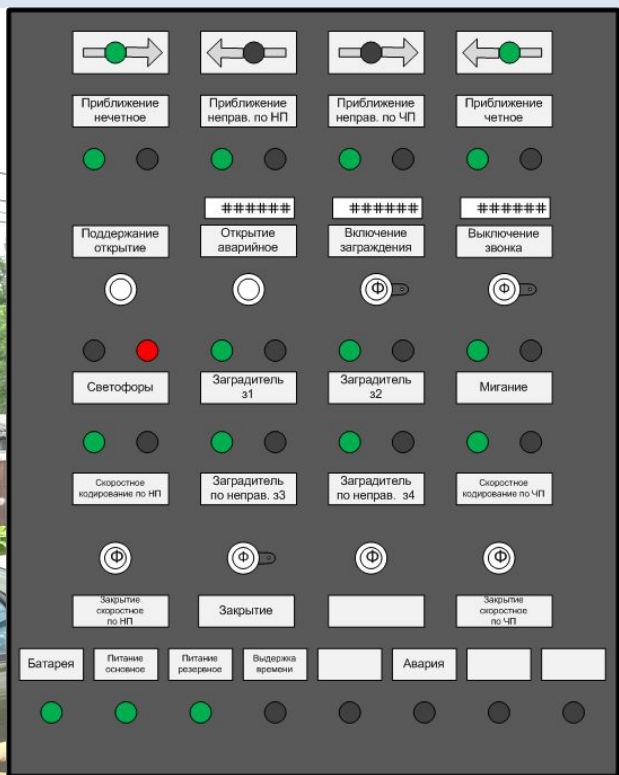 Приближение
нечетное
Приближение
неправ. по НП
Приближение
неправ. по ЧП
Приближение
четное
######
######
######
Поддержание
открытие
Открытие
аварийное
Включение
заграждения
Выключение
звонка
Ф
Ф
Светофоры
Заградитель
з1
Заградитель
з2
Мигание
Скоростное
кодирование по НП
Заградитель
по неправ. з3
Заградитель
по неправ. з4
Скоростное
кодирование по ЧП
Ф
Ф
Ф
Ф
Закрытие
скоростное
по НП
Закрытие
Закрытие
скоростное
по ЧП
Батарея
Питание
основное
Питание
резервное
Выдержка
времени
Авария